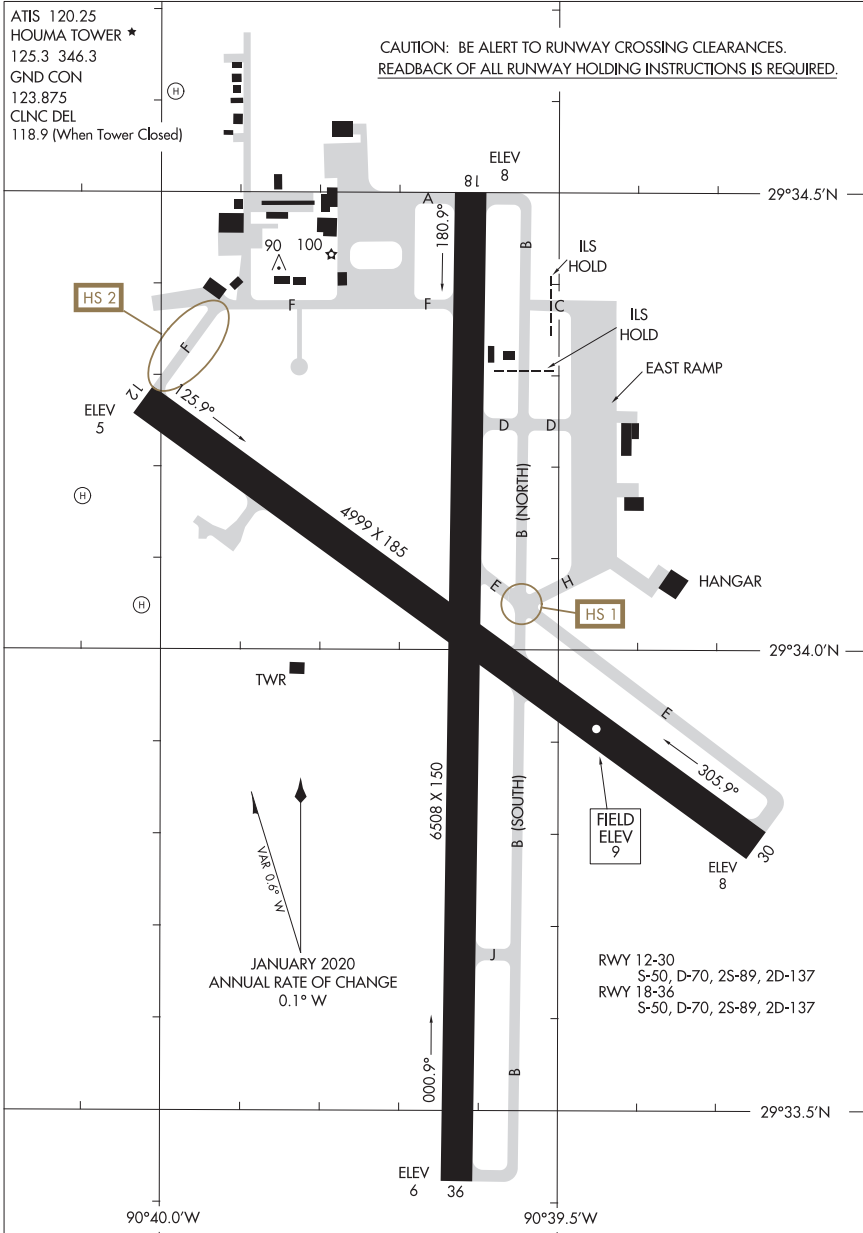 ATIS 120.25
HOUMA TOWER ★
125.3 346.3
GND CON
123.875
CLNC DEL
118.9 (When Tower Closed)
CAUTION: BE ALERT TO RUNWAY CROSSING CLEARANCES.
READBACK OF ALL RUNWAY HOLDING INSTRUCTIONS IS REQUIRED.
H
ELEV
8
18
29°34.5'N
A
180.9°
B
ILS
HOLD
90
100
HS 2
F
F
C
ILS
HOLD
F
EAST RAMP
12
125.9°
ELEV
5
D
D
H
4999 X 185
B (NORTH)
E
H
HANGAR
H
HS 1
29°34.0'N
TWR
E
305.9°
6508 X 150
B (SOUTH)
FIELD
ELEV
9
30
ELEV
8
VAR 0.6° W
J
RWY 12-30
S-50, D-70, 2S-89, 2D-137
RWY 18-36
S-50, D-70, 2S-89, 2D-137
JANUARY 2020
ANNUAL RATE OF CHANGE
0.1° W
000.9°
B
29°33.5'N
ELEV
6
36
90°40.0'W
90°39.5'W